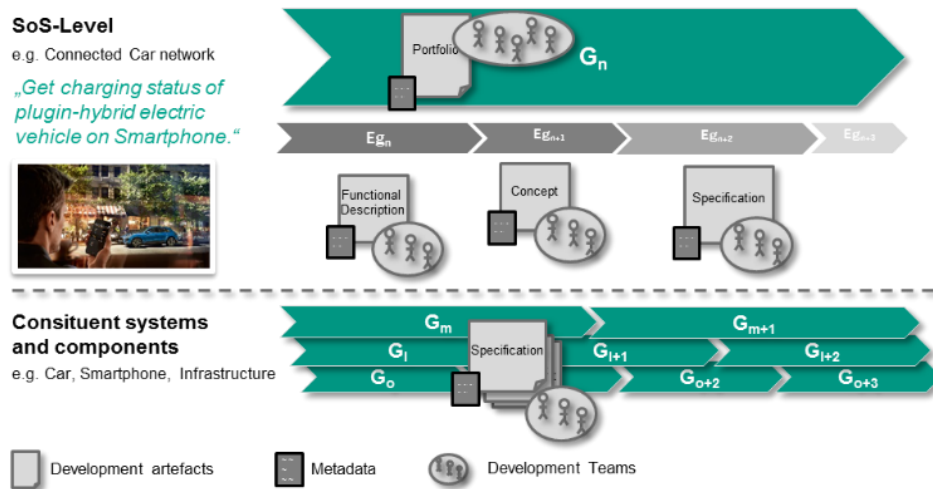 SoS-Level
e.g. Connected Car network
„Get charging status of
plugin-hybrid electric
vehicle on Smartphone.“
Portfolio
Gn
Egn
Egn+1
Egn+2
Egn+3
Functional
Description
Concept
Specification
Consituent systems
and components
e.g. Car, Smartphone, Infrastructure
Gm
Gm+1
Gl
Specification
Gl+1
Gl+2
Go
Go+2
Go+3
Development artefacts
Metadata
Development Teams